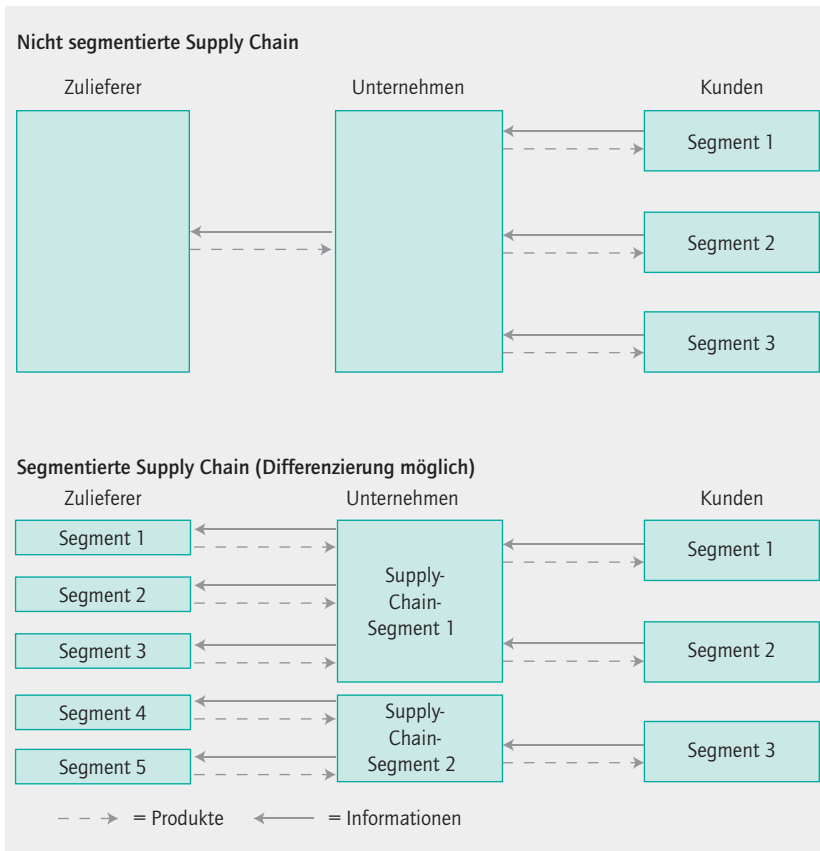 Nicht segmentierte Supply Chain
Zulieferer
Unternehmen
Kunden
Segment 1
Segment 2
Segment 3
Segmentierte Supply Chain (Differenzierung möglich)
Zulieferer
Unternehmen
Kunden
Segment 1
Segment 2
Segment 3
Segment 4
Segment 5
Supply-
Chain-
Segment 1
Supply-
Chain-
Segment 2
Segment 1
Segment 2
Segment 3
= Produkte
= Informationen